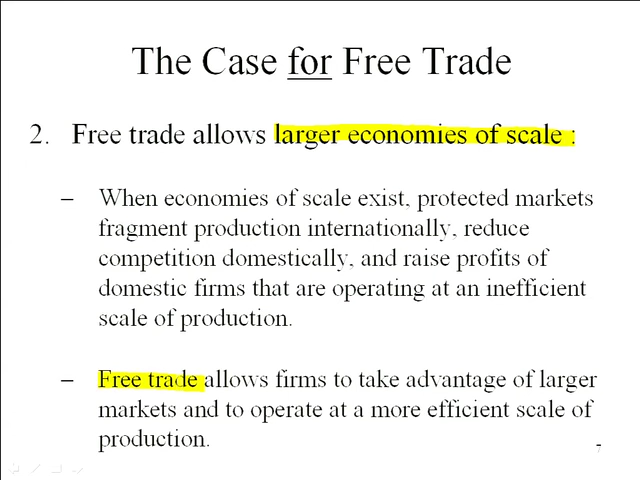 The Case for Free Trade
2. Free trade allows larger economies of scale :
– When economies of scale exist, protected markets
fragment production internationally, reduce
competition domestically, and raise profits of
domestic firms that are operating at an inefficient
scale of production.
– Free trade allows firms to take advantage of larger
markets and to operate at a more efficient scale of
production.
7